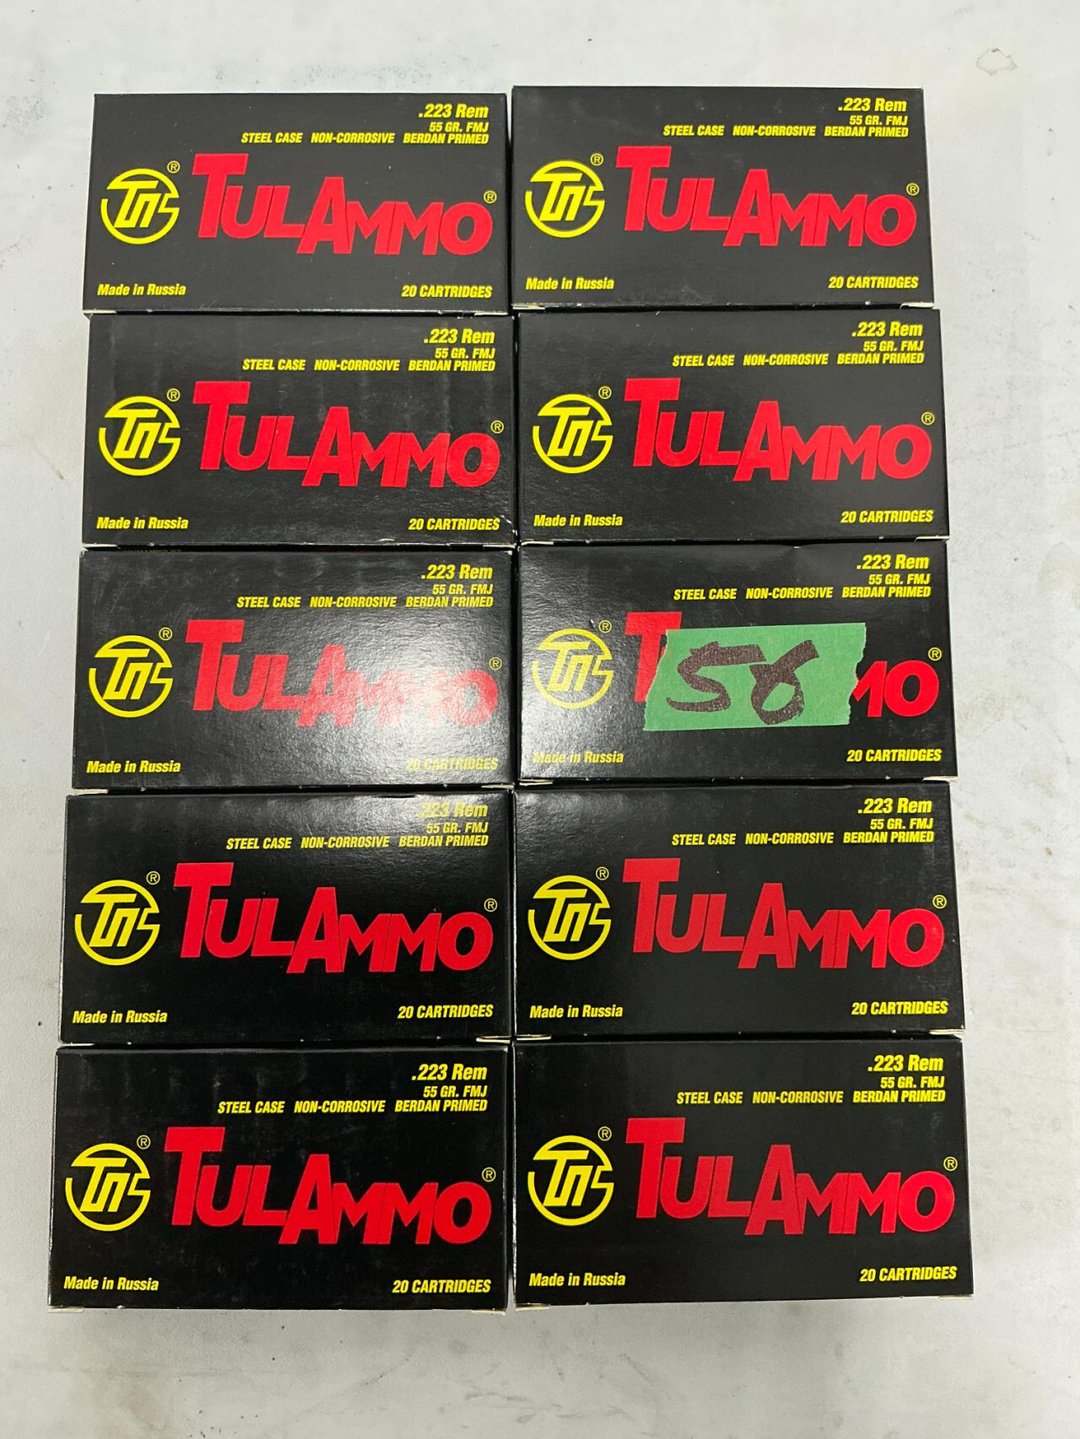 .223 Rem
55 GR. FMJ
STEEL CASE NON-CORROSIVE BERDAN PRIMED
TULAMMO®
Made in Russia
20 CARTRIDGES
.223 Rem
55 GR. FMJ
STEEL CASE NON-CORROSIVE BERDAN PRIMED
TULAMMO®
Made in Russia
20 CARTRIDGES
.223 Rem
55 GR. FMJ
STEEL CASE NON-CORROSIVE BERDAN PRIMED
TULAMMO®
Made in Russia
20 CARTRIDGES
.223 Rem
55 GR. FMJ
STEEL CASE NON-CORROSIVE BERDAN PRIMED
TULAMMO®
Made in Russia
20 CARTRIDGES
.223 Rem
55 GR. FMJ
STEEL CASE NON-CORROSIVE BERDAN PRIMED
TULAMMO®
Made in Russia
20 CARTRIDGES
.223 Rem
55 GR. FMJ
STEEL CASE NON-CORROSIVE BERDAN PRIMED
T 56 MO®
Made in Russia
20 CARTRIDGES
.223 Rem
55 GR. FMJ
STEEL CASE NON-CORROSIVE BERDAN PRIMED
TULAMMO®
Made in Russia
20 CARTRIDGES
.223 Rem
55 GR. FMJ
STEEL CASE NON-CORROSIVE BERDAN PRIMED
TULAMMO®
Made in Russia
20 CARTRIDGES
.223 Rem
55 GR. FMJ
STEEL CASE NON-CORROSIVE BERDAN PRIMED
TULAMMO®
Made in Russia
20 CARTRIDGES
.223 Rem
55 GR. FMJ
STEEL CASE NON-CORROSIVE BERDAN PRIMED
TULAMMO®
Made in Russia
20 CARTRIDGES